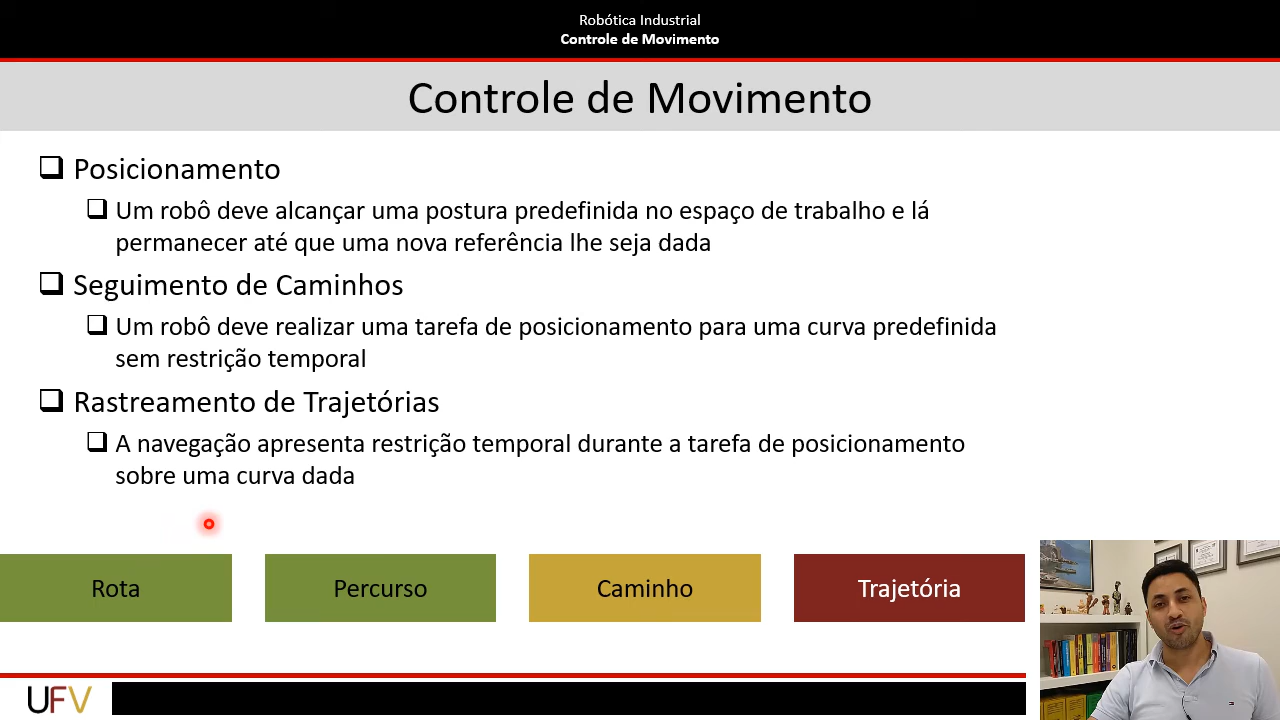 Robótica Industrial
Controle de Movimento
Controle de Movimento
Posicionamento
Um robô deve alcançar uma postura predefinida no espaço de trabalho e lá
permanecer até que uma nova referência lhe seja dada
Seguimento de Caminhos
Um robô deve realizar uma tarefa de posicionamento para uma curva predefinida
sem restrição temporal
Rastreamento de Trajetórias
A navegação apresenta restrição temporal durante a tarefa de posicionamento
sobre uma curva dada
Rota
Percurso
Caminho
Trajetória
UFV